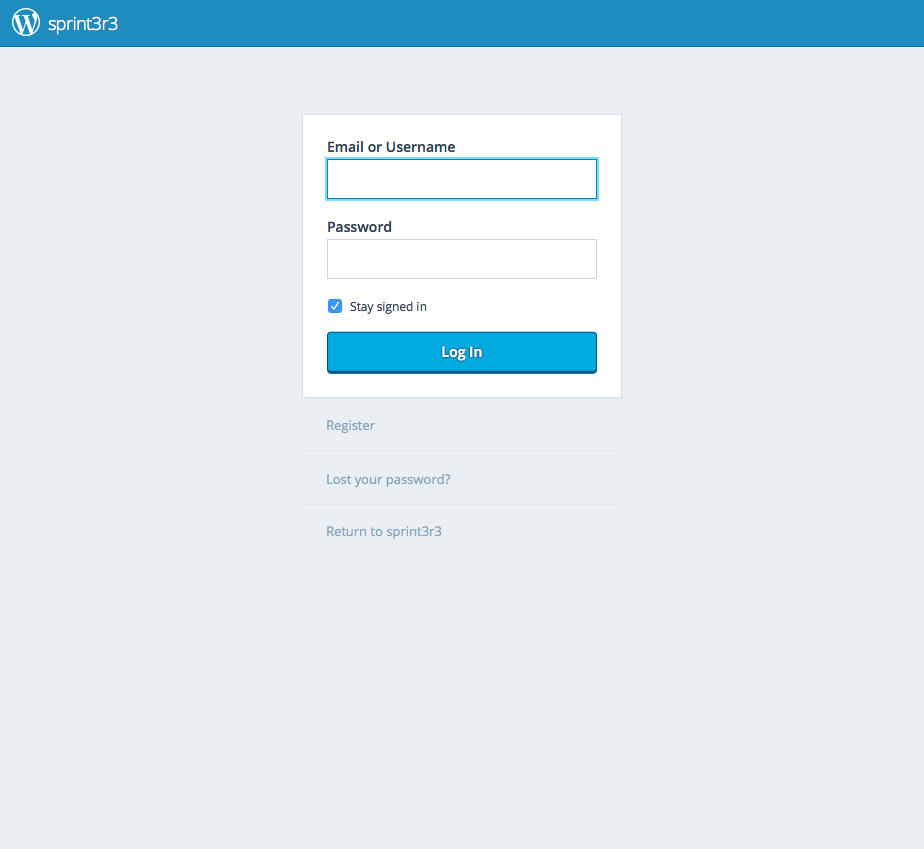 sprint3r3
Email or Username
Password
Stay signed in
Log In
Register
Lost your password?
Return to sprint3r3